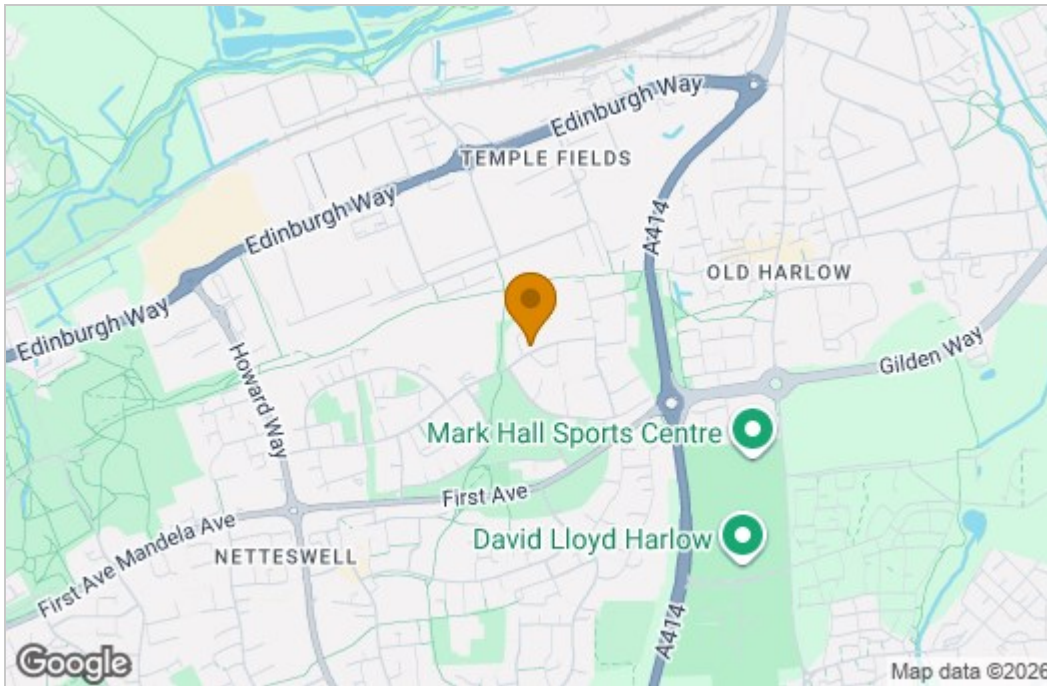 Edinburgh Way
TEMPLE FIELDS
Edinburgh Way
A414
OLD HARLOW
Edinburgh Way
Howard Way
Gilden Way
Mark Hall Sports Centre
First Ave
First Ave Mandela Ave
David Lloyd Harlow
NETTESWELL
A414
Google
Map data ©2026